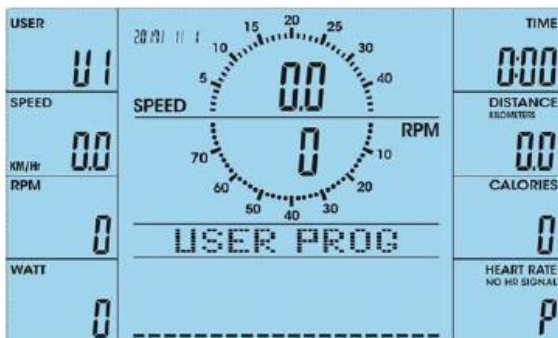 USER
U1
SPEED
KM/Hr 0.0
RPM
0
WATT
0
15 20 25
10 30
5 40
SPEED 0.0
0 RPM
70 10
60 20
50 40 30
USER PROG
TIME
0:00
DISTANCE
KILOMETERS
0.0
CALORIES
0
HEART RATE
NO HR SIGNAL
P